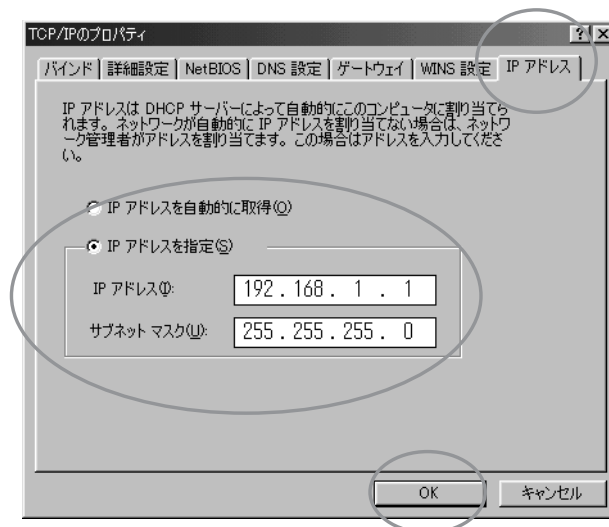 TCP/IPのプロパティ
バインド 詳細設定 NetBIOS DNS 設定 ゲートウェイ WINS 設定 IP アドレス
IP アドレスは DHCP サーバーによって自動的にこのコンピュータに割り当てら
れます。ネットワークが自動的に IP アドレスを割り当てない場合は、ネットワ
ーク管理者がアドレスを割り当てます。この場合はアドレスを入力してくださ
い。
IP アドレスを自動的に取得(O)
IP アドレスを指定(S)
IP アドレス(I): 192 . 168 . 1 . 1
サブネット マスク(U): 255 . 255 . 255 . 0
OK キャンセル